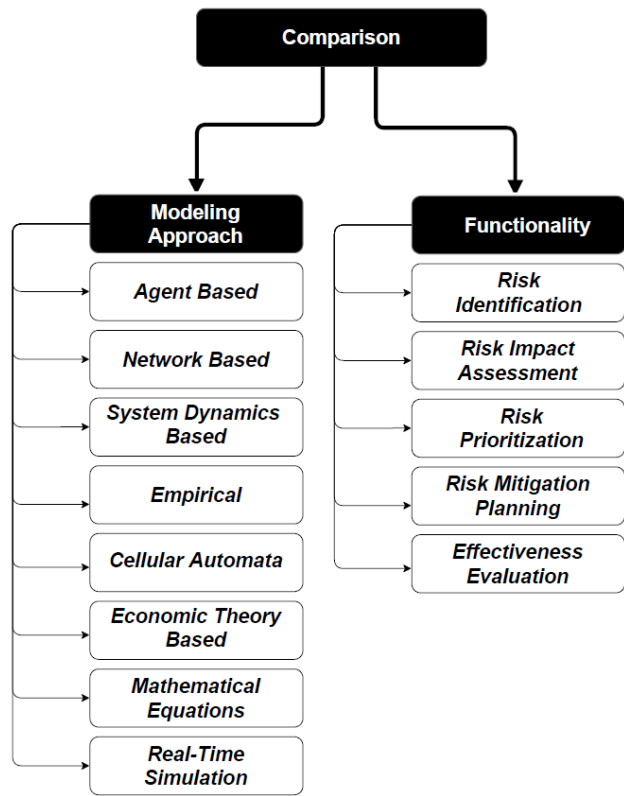 Comparison
Modeling
Approach
Agent Based
Network Based
System Dynamics
Based
Empirical
Cellular Automata
Economic Theory
Based
Mathematical
Equations
Real-Time
Simulation
Functionality
Risk
Identification
Risk Impact
Assessment
Risk
Prioritization
Risk Mitigation
Planning
Effectiveness
Evaluation